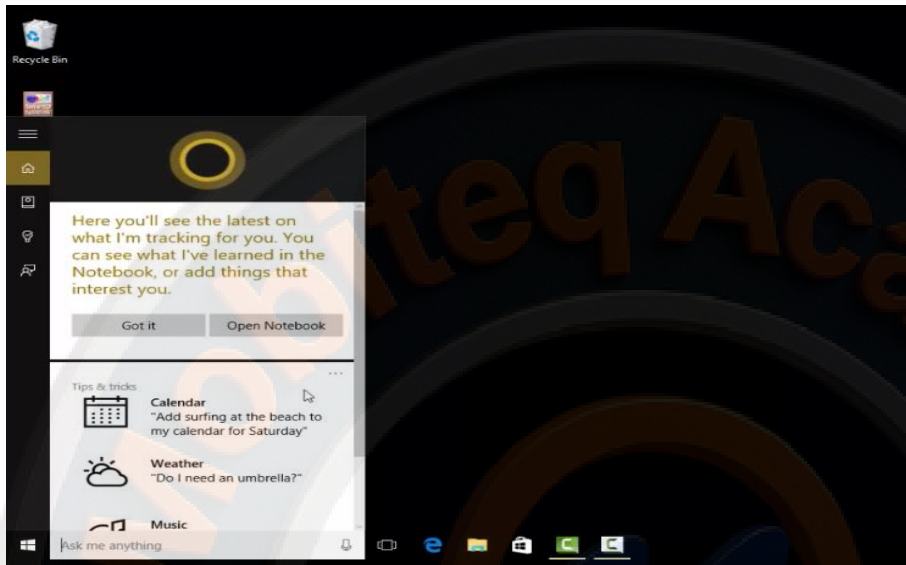 Recycle Bin
Here you'll see the latest on
what I'm tracking for you. You
can see what I've learned in the
Notebook, or add things that
interest you.
Got it
Open Notebook
Tips & tricks
Calendar
"Add surfing at the beach to
my calendar for Saturday"
Weather
"Do I need an umbrella?"
Music
Ask me anything
Mobiteq Aca